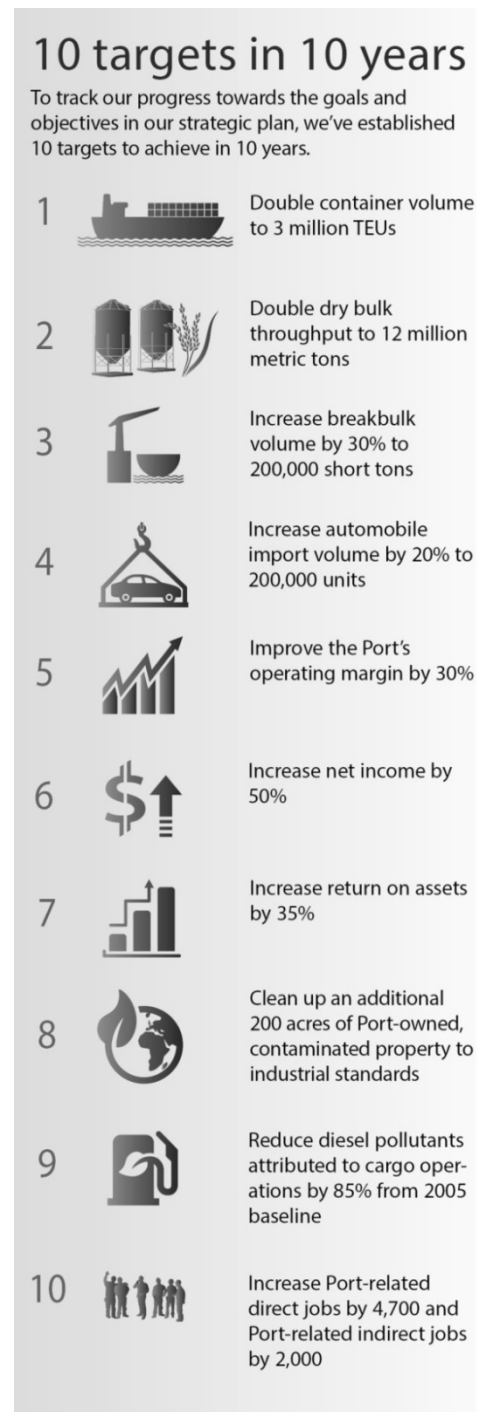 10 targets in 10 years
To track our progress towards the goals and
objectives in our strategic plan, we've established
10 targets to achieve in 10 years.
1
Double container volume
to 3 million TEUs
2
Double dry bulk
throughput to 12 million
metric tons
3
Increase breakbulk
volume by 30% to
200,000 short tons
4
Increase automobile
import volume by 20% to
200,000 units
5
Improve the Port's
operating margin by 30%
6
Increase net income by
50%
7
Increase return on assets
by 35%
8
Clean up an additional
200 acres of Port-owned,
contaminated property to
industrial standards
9
Reduce diesel pollutants
attributed to cargo oper-
ations by 85% from 2005
baseline
10
Increase Port-related
direct jobs by 4,700 and
Port-related indirect jobs
by 2,000